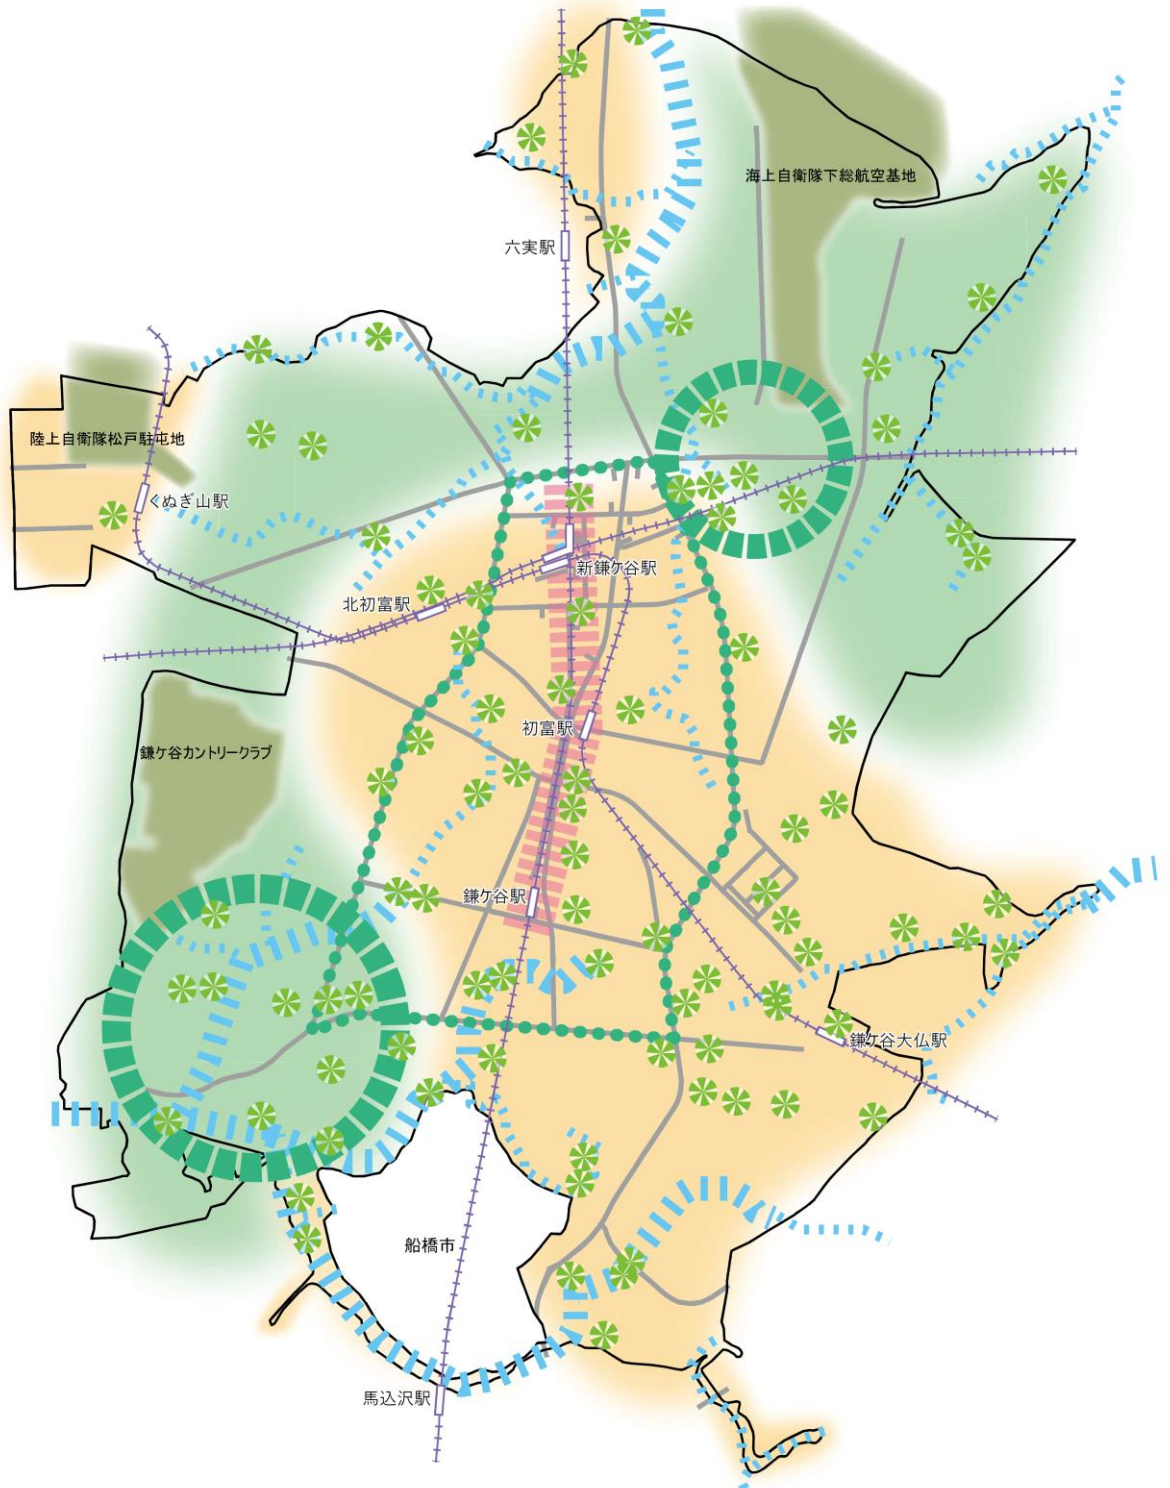 海上自衛隊下総航空基地
六実駅
陸上自衛隊松戸駐屯地
くぬぎ山駅
新鎌ケ谷駅
北初富駅
初富駅
鎌ケ谷カントリークラブ
鎌ケ谷駅
鎌ケ谷大仏駅
船橋市
馬込沢駅